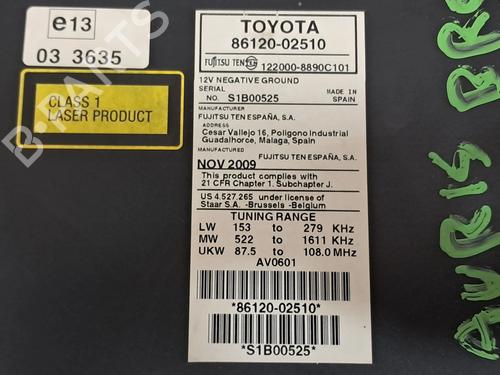 e13
03 3635
CLASS 1
LASER PRODUCT
TOYOTA
86120-02510
FUJITSU TEN 122000-8890C101
12V NEGATIVE GROUND
SERIAL
NO. S1B00525
MADE IN
SPAIN
MANUFACTURER
FUJITSU TEN ESPAÑA, S.A.
ADDRESS
Cesar Vallejo 16, Poligono Industrial
Guadalhorce, Malaga, Spain
MANUFACTURED
FUJITSU TEN ESPAÑA, S.A.
NOV 2009
This product complies with
21 CFR Chapter 1. Subchapter J.
US 4.527.265 under license of
Staar S.A. -Brussels -Belgium
TUNING RANGE
LW 153 to 279 KHz
MW 522 to 1611 KHz
UKW 87.5 to 108.0 MHz
AV0601
*86120-02510*
*S1B00525*
AURIS
B-PARTS